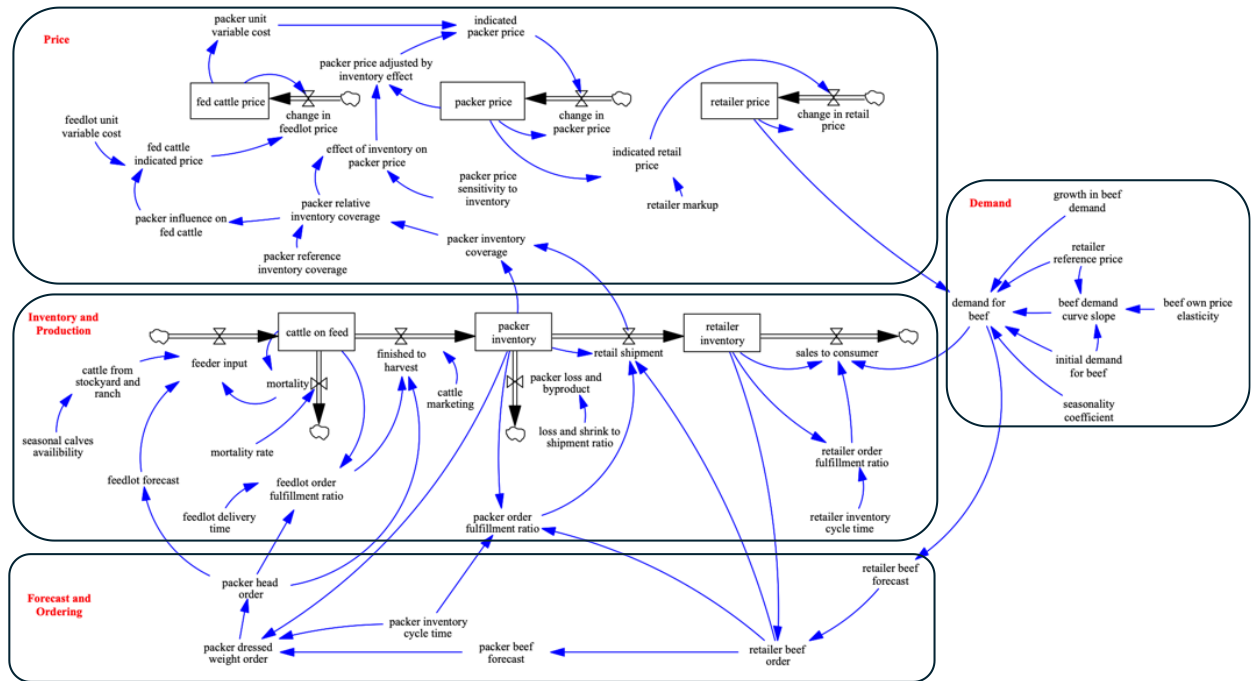 Price
packer unit
variable cost
indicated
packer price
packer price adjusted by
inventory effect
fed cattle price
packer price
retailer price
change in
feedlot price
change in
packer price
change in retail
price
feedlot unit
variable cost
fed cattle
indicated price
effect of inventory on
packer price
indicated retail
price
packer price
sensitivity to
inventory
retailer markup
packer relative
inventory coverage
packer influence on
fed cattle
packer reference
inventory coverage
packer inventory
coverage
Demand
growth in beef
demand
retailer
reference price
demand for
beef
beef demand
curve slope
beef own price
elasticity
initial demand
for beef
seasonality
coefficient
Inventory and
Production
cattle on feed
packer
inventory
retailer
inventory
feeder input
finished to
harvest
retail shipment
sales to consumer
cattle from
stockyard and
ranch
mortality
cattle
marketing
packer loss and
byproduct
loss and shrink to
shipment ratio
seasonal calves
availibility
mortality rate
feedlot forecast
feedlot order
fulfillment ratio
retailer order
fulfillment ratio
feedlot delivery
time
packer order
fulfillment ratio
retailer inventory
cycle time
Forecast and
Ordering
packer head
order
retailer beef
forecast
packer inventory
cycle time
packer dressed
weight order
packer beef
forecast
retailer beef
order